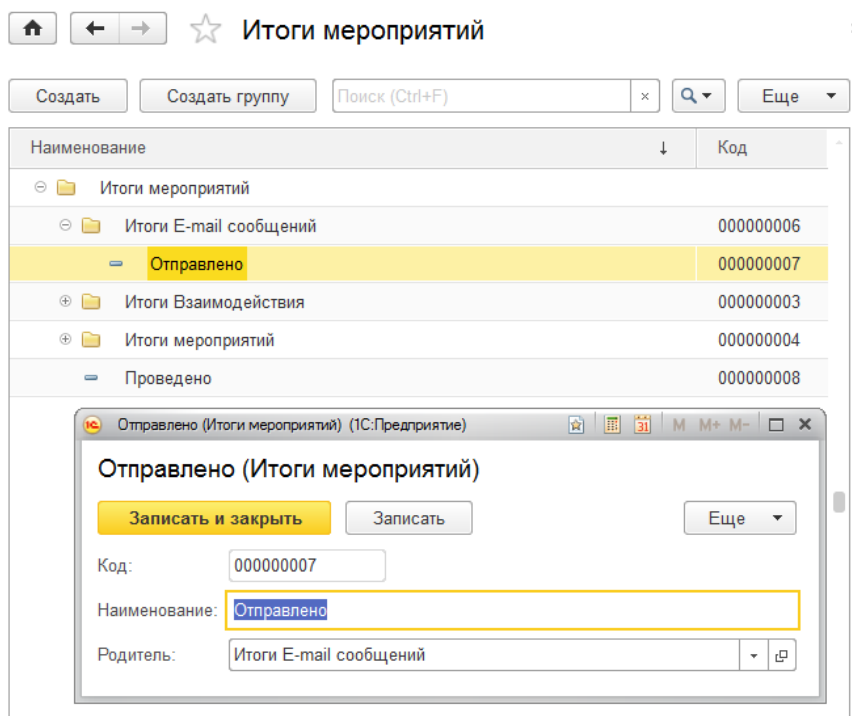 Итоги мероприятий
Создать Создать группу Поиск (Ctrl+F) × Еще
Наименование ↓ Код
Итоги мероприятий
Итоги E-mail сообщений 000000006
Отправлено 000000007
Итоги Взаимодействия 000000003
Итоги мероприятий 000000004
Проведено 000000008
1С Отправлено (Итоги мероприятий) (1С:Предприятие) 31 M M+ M-
Отправлено (Итоги мероприятий)
Записать и закрыть Записать Еще
Код: 000000007
Наименование: Отправлено
Родитель: Итоги E-mail сообщений